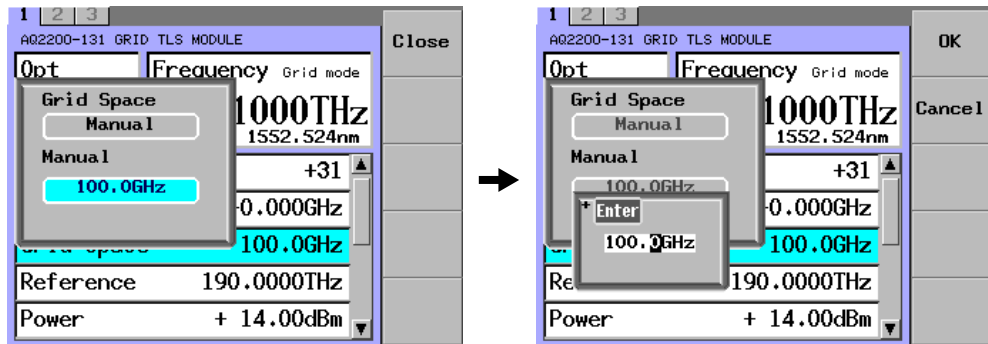 1 2 3
AQ2200-131 GRID TLS MODULE
Close
Opt
Frequency Grid mode
Grid Space
Manual
1000THz
1552.524nm
Manual
+31
100.0GHz
0.000GHz
100.0GHz
Reference 190.0000THz
Power + 14.00dBm
1 2 3
AQ2200-131 GRID TLS MODULE
OK
Opt
Frequency Grid mode
Grid Space
Manual
1000THz
Cancel
1552.524nm
Manual
+31
100.0GHz
Enter
0.000GHz
100.0GHz
100.0GHz
Re 190.0000THz
Power + 14.00dBm